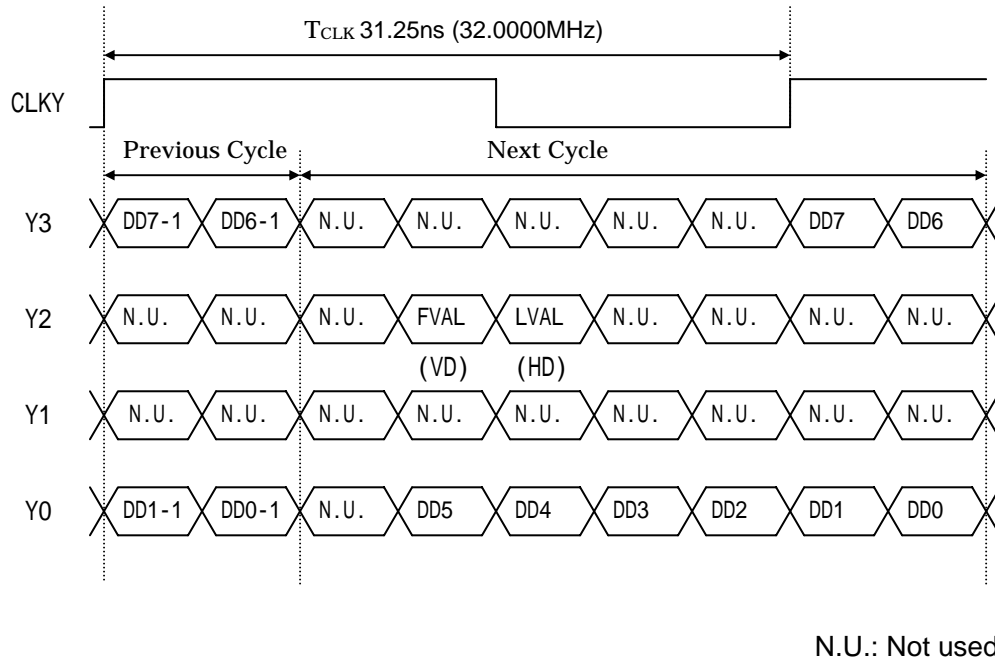 TCLK 31.25ns (32.0000MHz)
CLKY
Previous Cycle Next Cycle
Y3 DD7-1 DD6-1 N.U. N.U. N.U. N.U. N.U. DD7 DD6
Y2 N.U. N.U. N.U. FVAL LVAL N.U. N.U. N.U. N.U.
(VD) (HD)
Y1 N.U. N.U. N.U. N.U. N.U. N.U. N.U. N.U. N.U.
Y0 DD1-1 DD0-1 N.U. DD5 DD4 DD3 DD2 DD1 DD0
N.U.: Not used